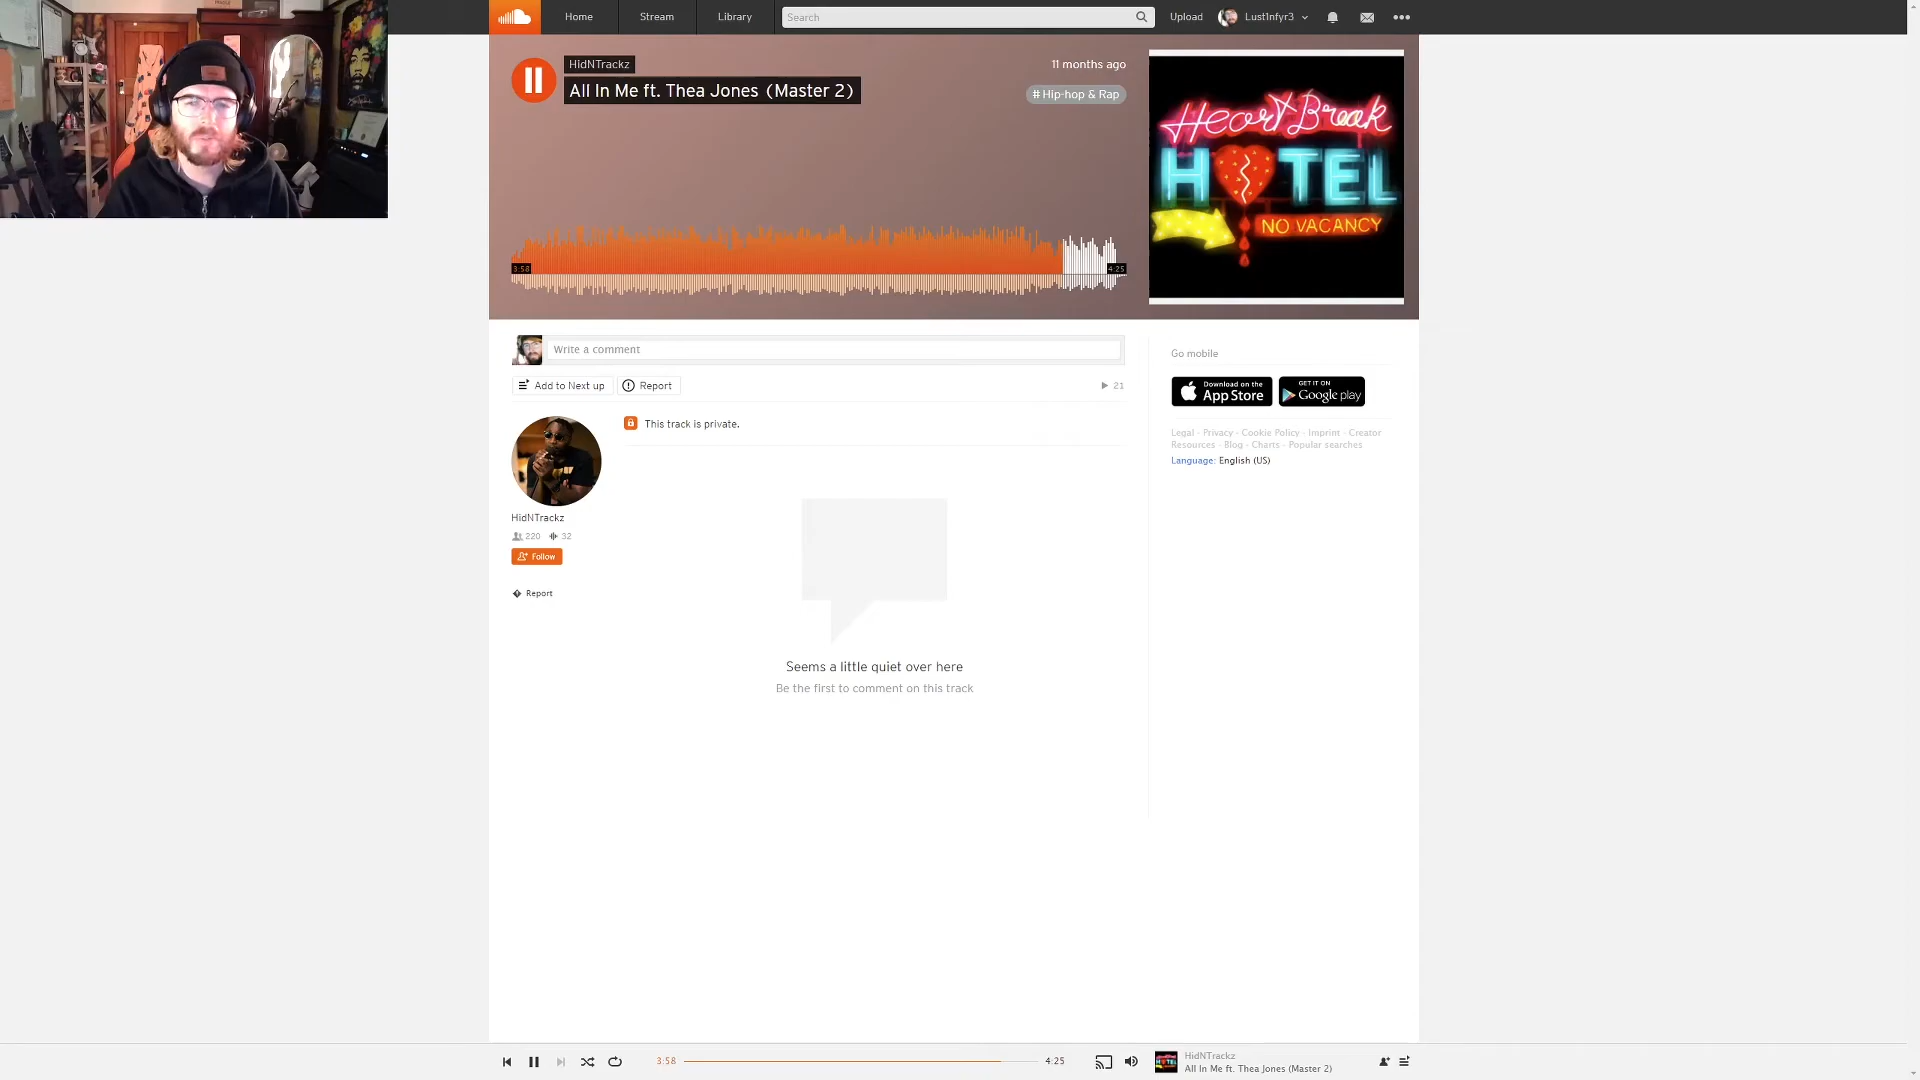 Home
Stream
Library
Search
Upload
Lust1nfyr3
HidNTrackz
11 months ago
All In Me ft. Thea Jones (Master 2)
# Hip-hop & Rap
HeartBreak
HOTEL
NO VACANCY
3:58
4:25
Write a comment
Go mobile
Add to Next up
Report
21
Download on the
App Store
GET IT ON
Google play
This track is private.
Legal - Privacy - Cookie Policy - Imprint - Creator
Resources - Blog - Charts - Popular searches
Language: English (US)
HidNTrackz
220
32
Follow
Report
Seems a little quiet over here
Be the first to comment on this track
3:58
4:25
HidNTrackz
All In Me ft. Thea Jones (Master 2)